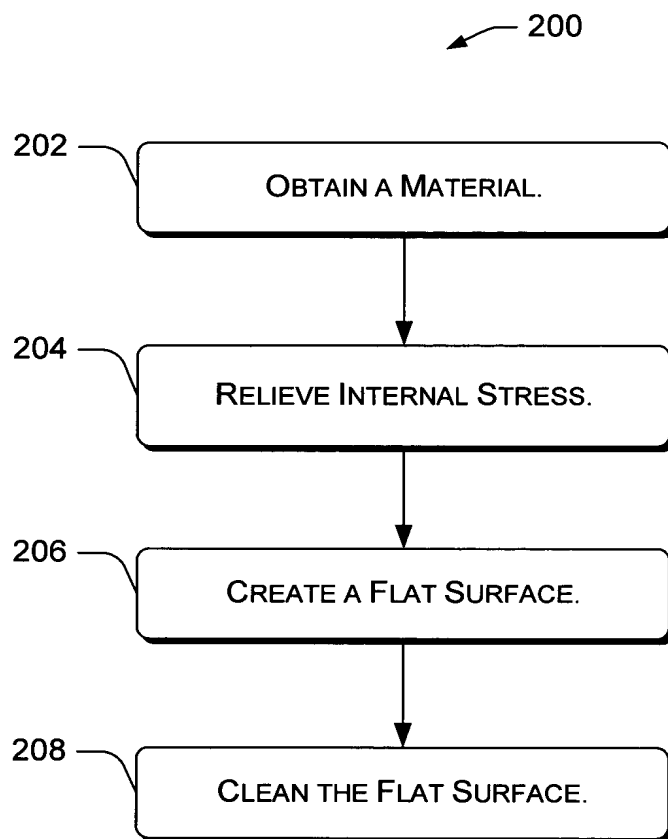 200
202
OBTAIN A MATERIAL.
204
RELIEVE INTERNAL STRESS.
206
CREATE A FLAT SURFACE.
208
CLEAN THE FLAT SURFACE.